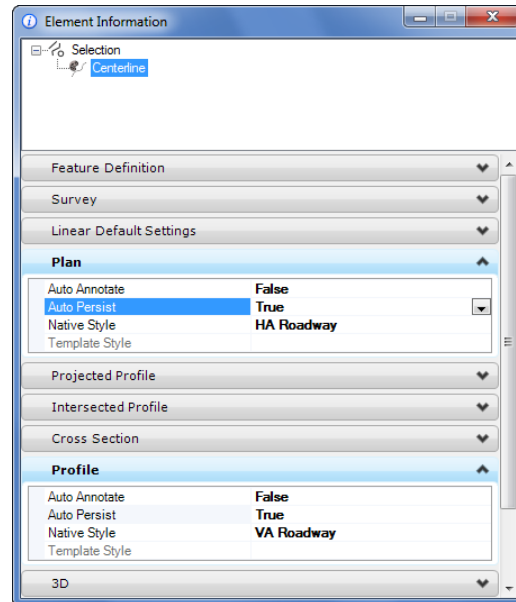 Element Information
Selection
Centerline
Feature Definition
Survey
Linear Default Settings
Plan
Auto Annotate False
Auto Persist True
Native Style HA Roadway
Template Style
Projected Profile
Intersected Profile
Cross Section
Profile
Auto Annotate False
Auto Persist True
Native Style VA Roadway
Template Style
3D